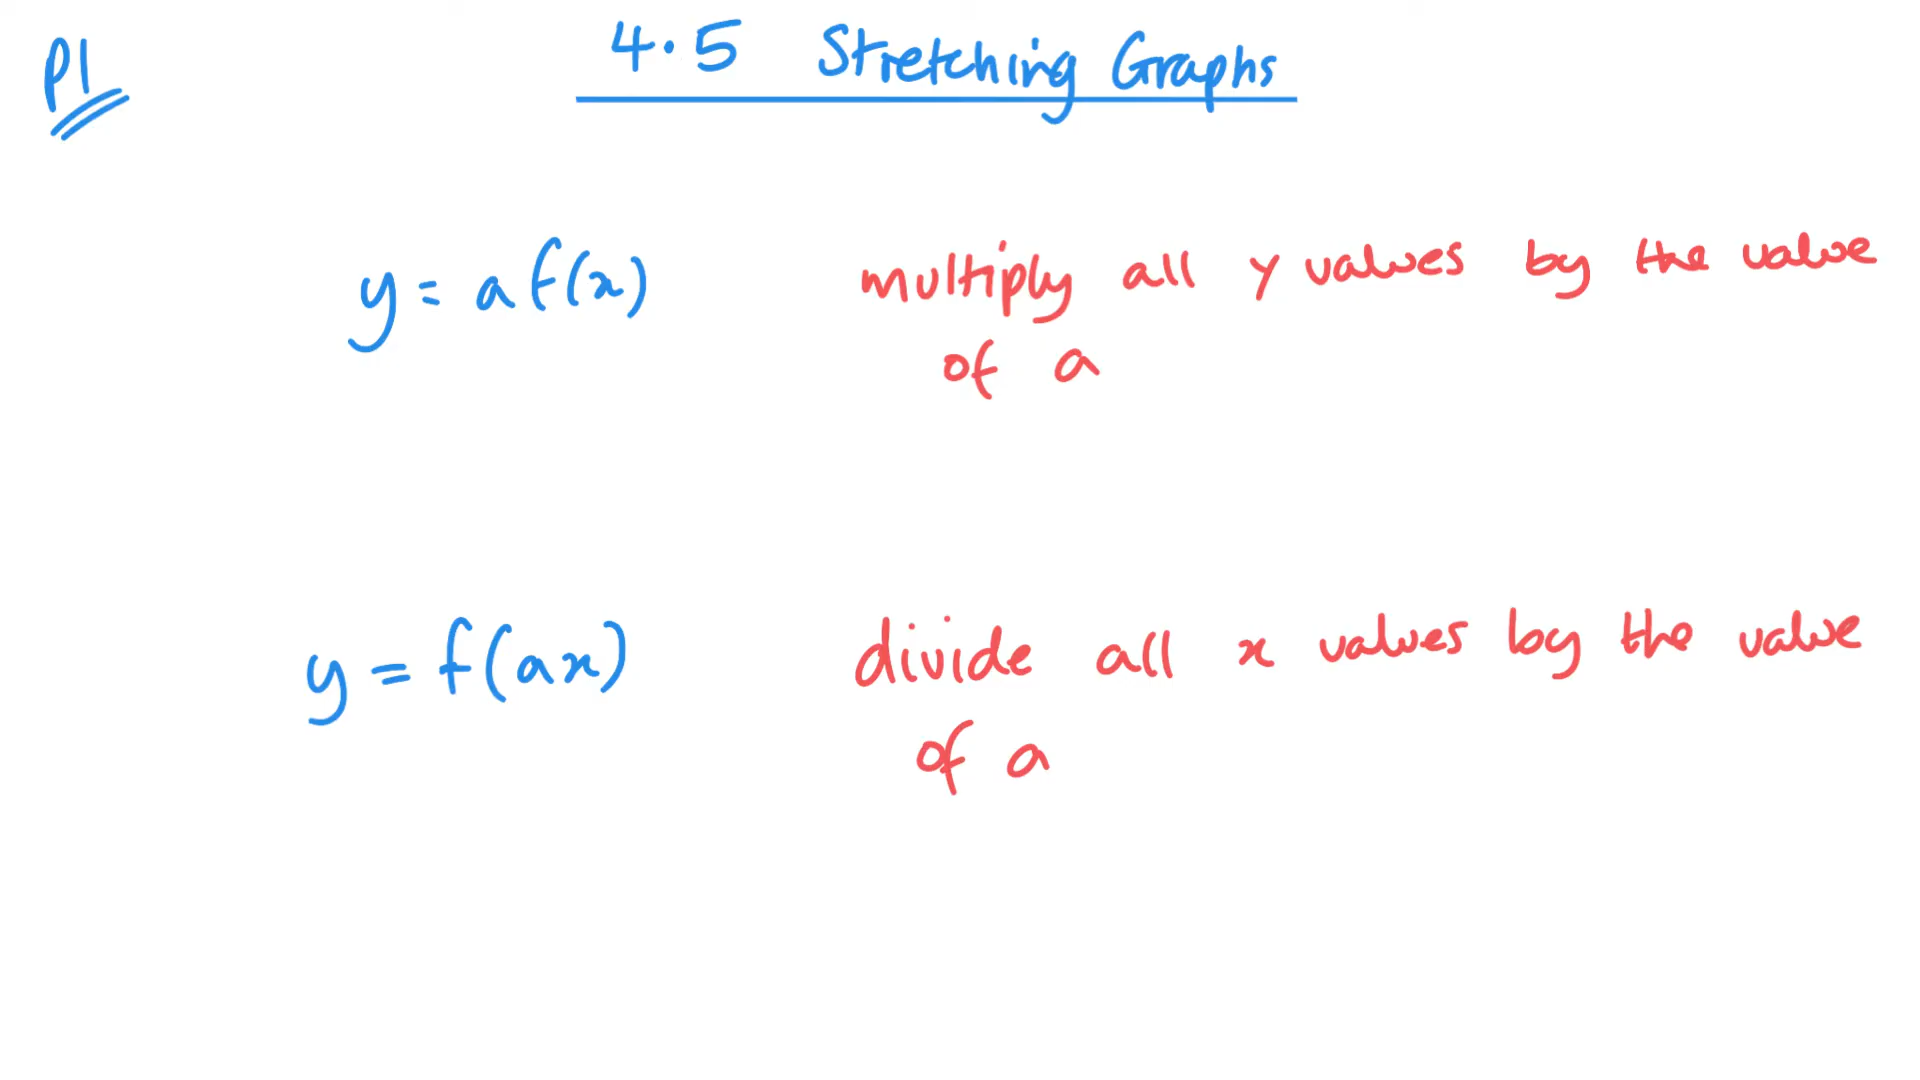 P1
4.5 Stretching Graphs
y = a f(x)
multiply all y values by the value
of a
y = f(ax)
divide all x values by the value
of a